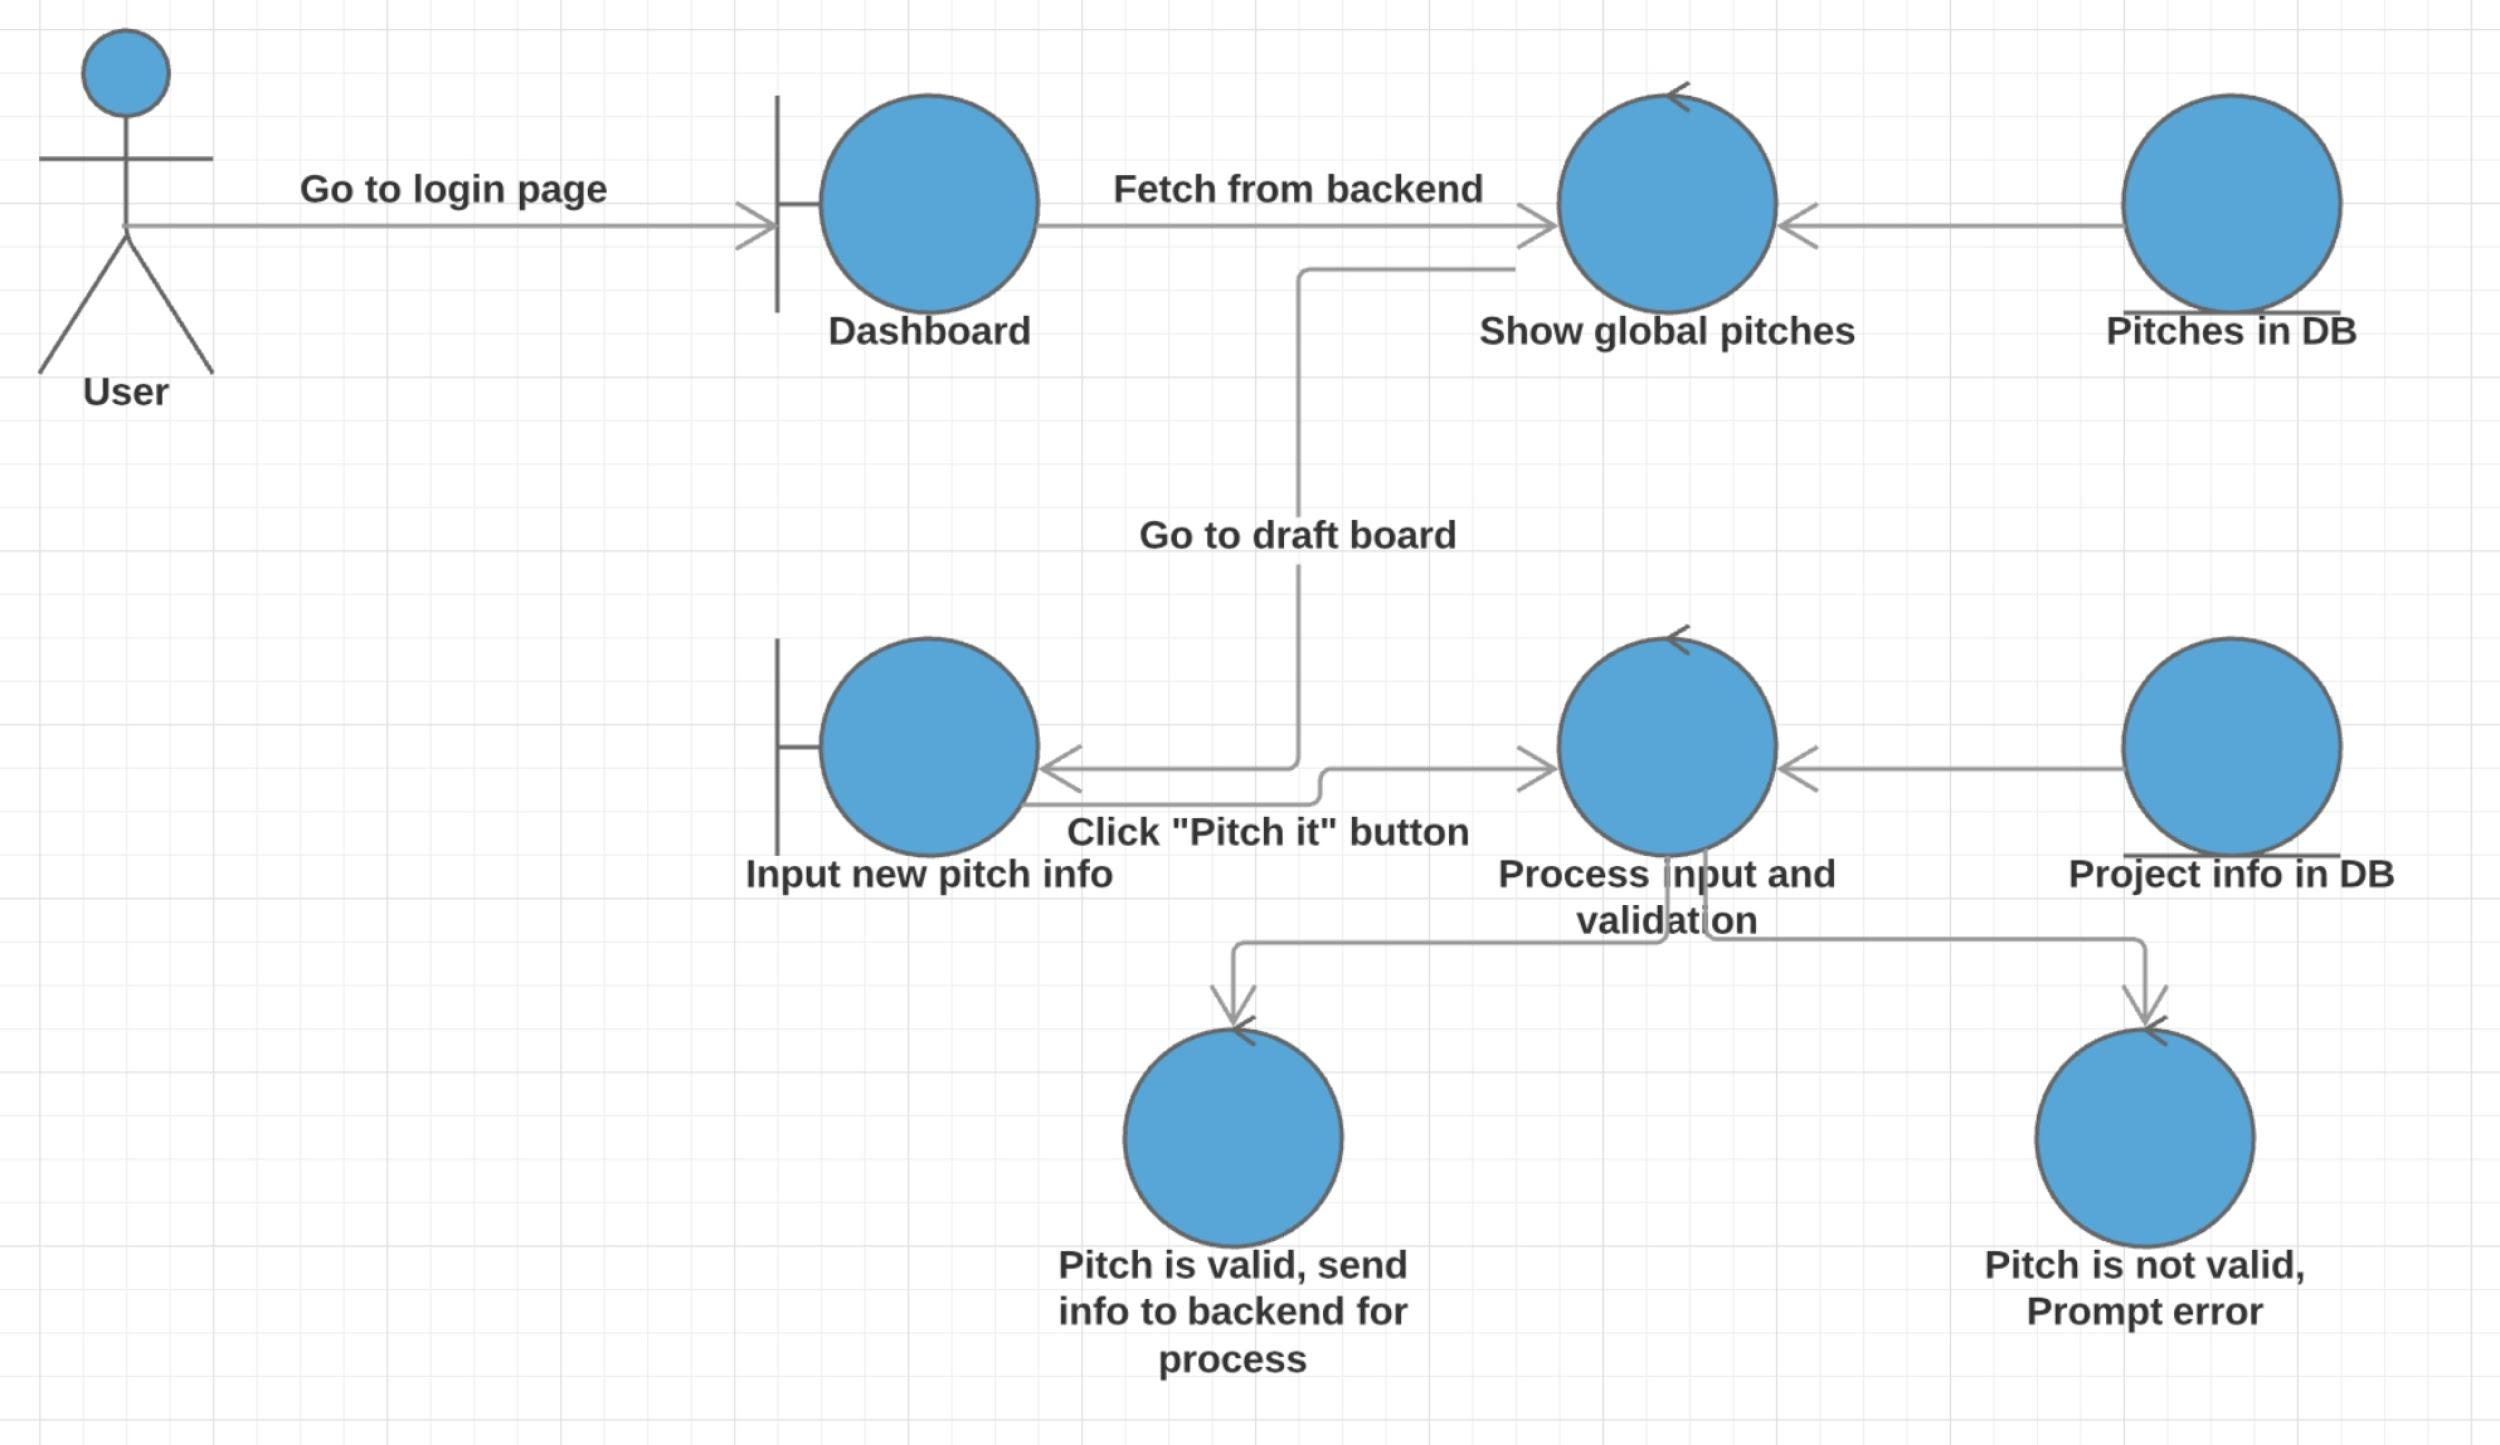 Go to login page
Fetch from backend
Dashboard
Show global pitches
Pitches in DB
User
Go to draft board
Click "Pitch it" button
Input new pitch info
Process input and
validation
Project info in DB
Pitch is valid, send
info to backend for
process
Pitch is not valid,
Prompt error